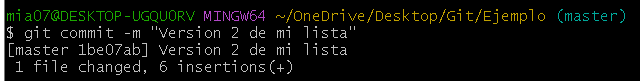 mia07@DESKTOP-UGQUORV MINGW64 ~/OneDrive/Desktop/Git/Ejemplo (master)
$ git commit -m "Version 2 de mi lista"
[master 1be07ab] Version 2 de mi lista
 1 file changed, 6 insertions(+)